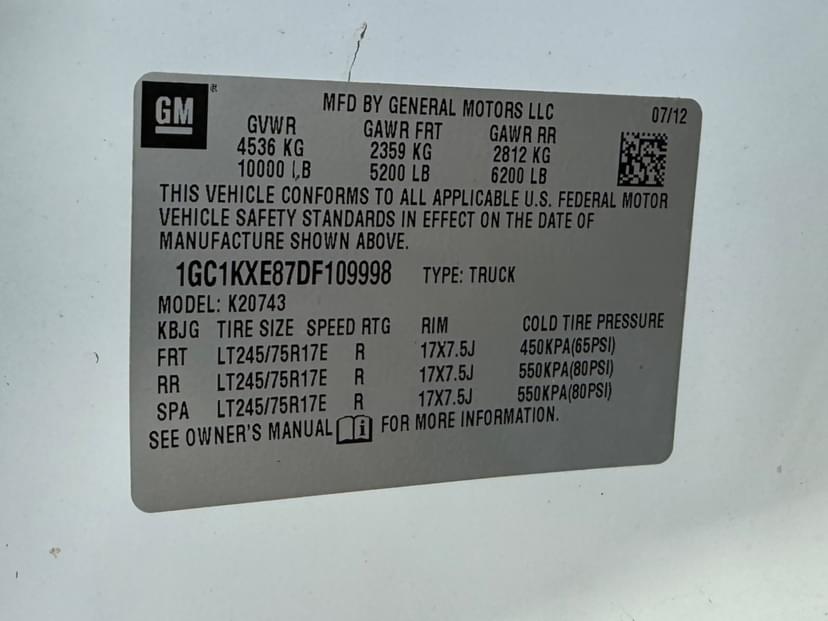 GM ®
MFD BY GENERAL MOTORS LLC 07/12
GVWR GAWR FRT GAWR RR
4536 KG 2359 KG 2812 KG
10000 LB 5200 LB 6200 LB
THIS VEHICLE CONFORMS TO ALL APPLICABLE U.S. FEDERAL MOTOR
VEHICLE SAFETY STANDARDS IN EFFECT ON THE DATE OF
MANUFACTURE SHOWN ABOVE.
1GC1KXE87DF109998 TYPE: TRUCK
MODEL: K20743
KBJG TIRE SIZE SPEED RTG RIM COLD TIRE PRESSURE
FRT LT245/75R17E R 17X7.5J 450KPA(65PSI)
RR LT245/75R17E R 17X7.5J 550KPA(80PSI)
SPA LT245/75R17E R 17X7.5J 550KPA(80PSI)
SEE OWNER'S MANUAL i FOR MORE INFORMATION.